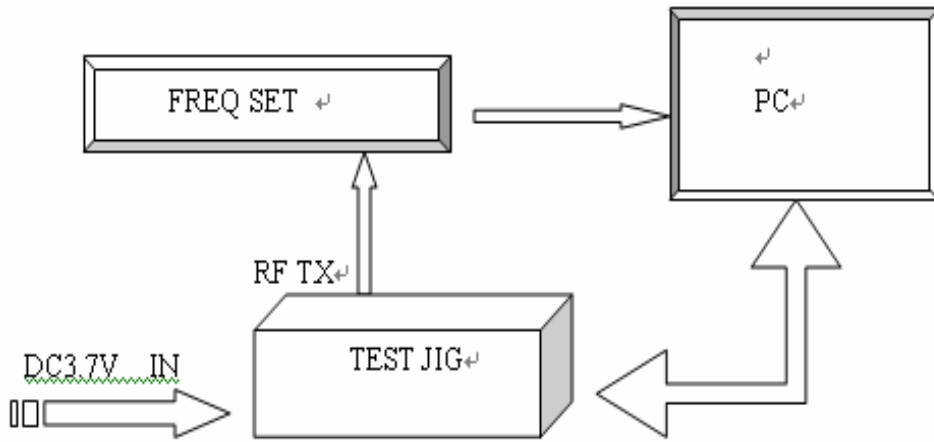 FREQ SET
PC
RF TX
TEST JIG
DC3.7V IN